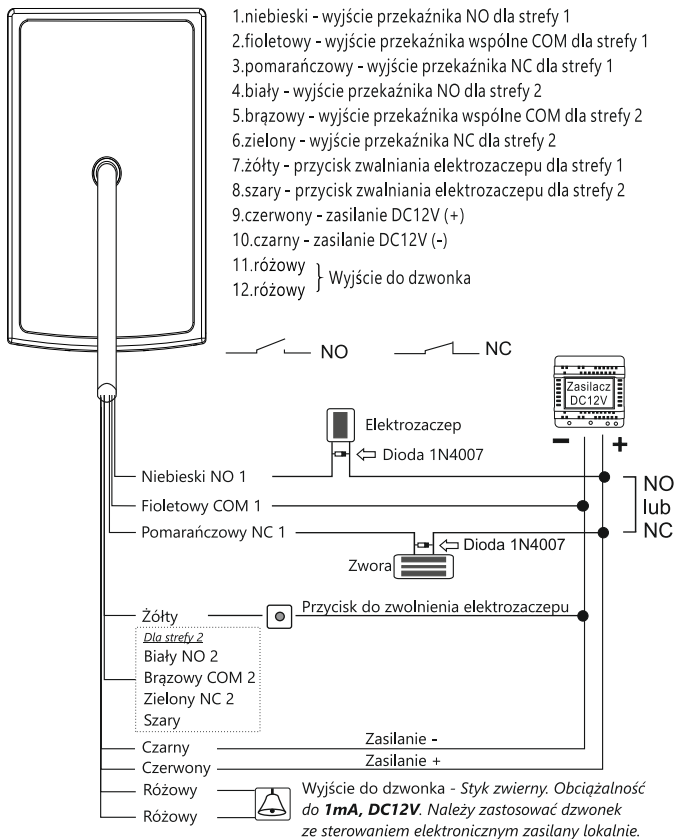 1.niebieski - wyjście przekaźnika NO dla strefy 1
2.fioletowy - wyjście przekaźnika wspólne COM dla strefy 1
3.pomarańczowy - wyjście przekaźnika NC dla strefy 1
4.biały - wyjście przekaźnika NO dla strefy 2
5.brązowy - wyjście przekaźnika wspólne COM dla strefy 2
6.zielony - wyjście przekaźnika NC dla strefy 2
7.żółty - przycisk zwalniania elektrozaczepu dla strefy 1
8.szary - przycisk zwalniania elektrozaczepu dla strefy 2
9.czerwony - zasilanie DC12V (+)
10.czarny - zasilanie DC12V (-)
11.różowy
12.różowy
} Wyjście do dzwonka
NO
NC
Zasilacz
DC12V
- +
Elektrozaczep
Dioda 1N4007
Niebieski NO 1
Fioletowy COM 1
Pomarańczowy NC 1
NO
lub
NC
Dioda 1N4007
Zwora
Żółty
Przycisk do zwolnienia elektrozaczepu
Dla strefy 2
Biały NO 2
Brązowy COM 2
Zielony NC 2
Szary
Czarny
Zasilanie -
Czerwony
Zasilanie +
Różowy
Różowy
Wyjście do dzwonka - Styk zwierny. Obciążalność
do 1mA, DC12V. Należy zastosować dzwonek
ze sterowaniem elektronicznym zasilany lokalnie.